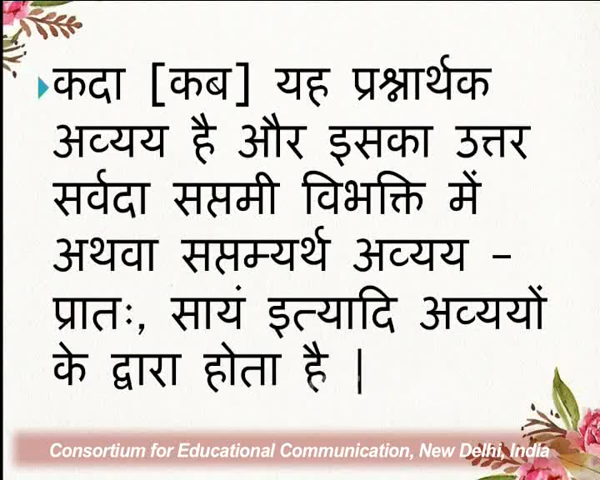 कदा [कब] यह प्रश्नार्थक
अव्यय है और इसका उत्तर
सर्वदा सप्तमी विभक्ति में
अथवा सप्तम्यर्थ अव्यय –
प्रातः, सायं इत्यादि अव्ययों
के द्वारा होता है |
Consortium for Educational Communication, New Delhi, India